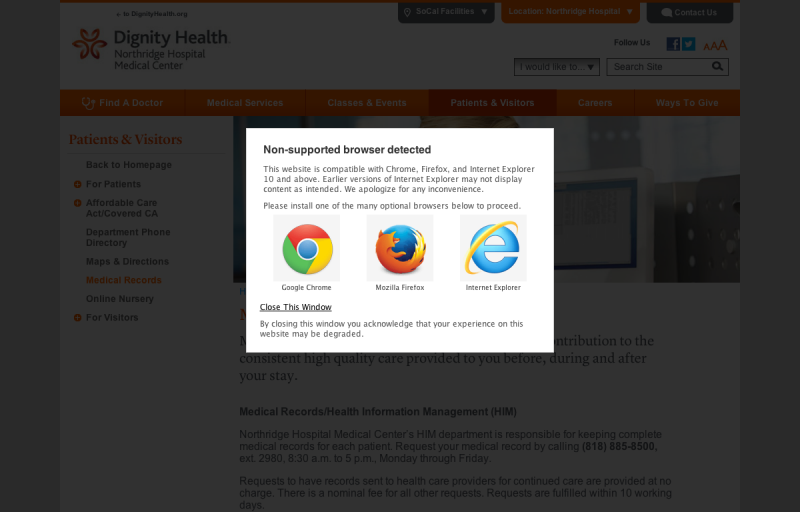 « to DignityHealth.org
SoCal Facilities ▼
Location: Northridge Hospital ▼
Contact Us
Dignity Health.
Northridge Hospital
Medical Center
Follow Us
AAA
I would like to... ▼
Search Site
Find A Doctor
Medical Services
Classes & Events
Patients & Visitors
Careers
Ways To Give
Patients & Visitors
Back to Homepage
For Patients
Affordable Care
Act/Covered CA
Department Phone
Directory
Maps & Directions
Medical Records
Online Nursery
For Visitors
Non-supported browser detected
This website is compatible with Chrome, Firefox, and Internet Explorer
10 and above. Earlier versions of Internet Explorer may not display
content as intended. We apologize for any inconvenience.
Please install one of the many optional browsers below to proceed.
Google Chrome
Mozilla Firefox
Internet Explorer
Close This Window
By closing this window you acknowledge that your experience on this
website may be degraded.
contribution to the
consistent high quality care provided to you before, during and after
your stay.
Medical Records/Health Information Management (HIM)
Northridge Hospital Medical Center's HIM department is responsible for keeping complete
medical records for each patient. Request your medical record by calling (818) 885-8500,
ext. 2980, 8:30 a.m. to 5 p.m., Monday through Friday.
Requests to have records sent to health care providers for continued care are provided at no
charge. There is a nominal fee for all other requests. Requests are fulfilled within 10 working
days.